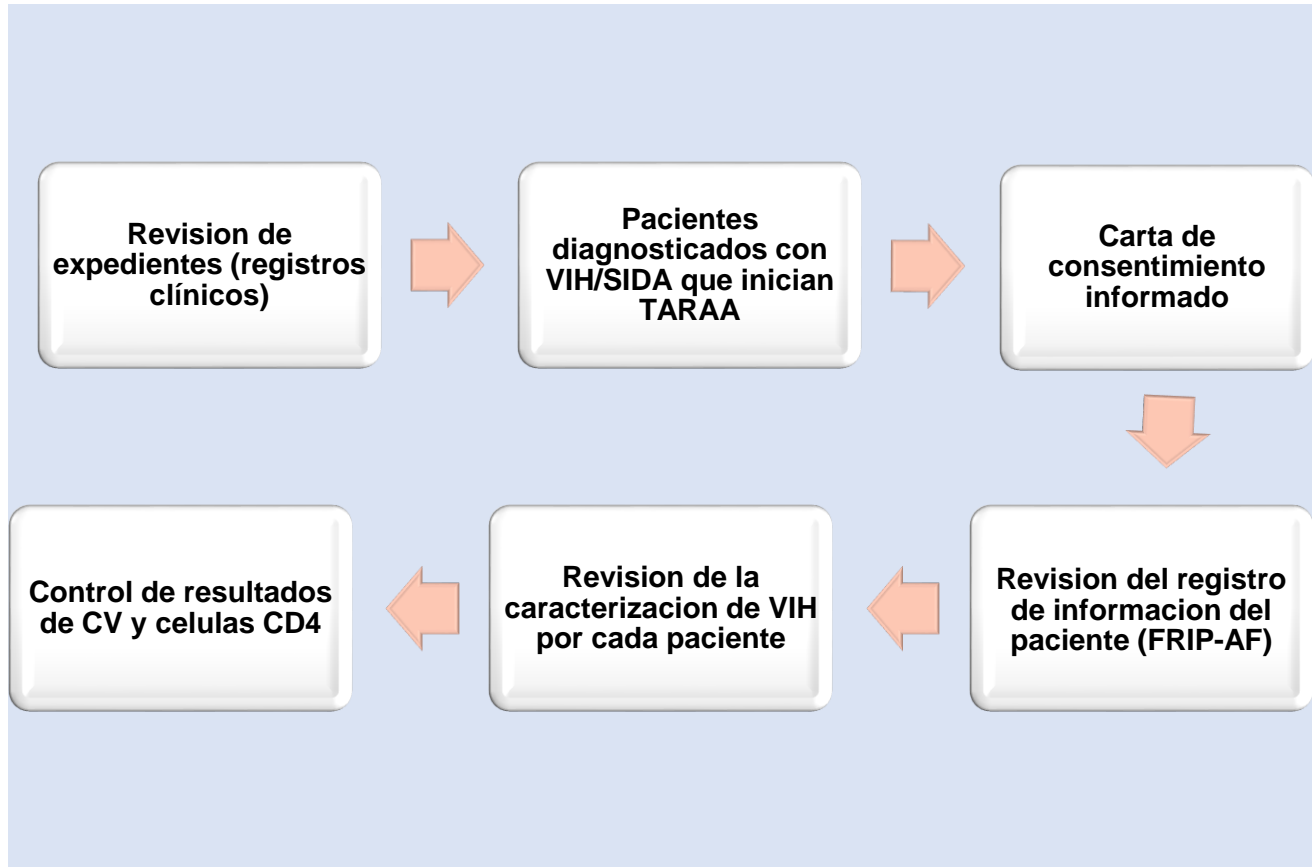 Revision de
expedientes (registros
clínicos)
Pacientes
diagnosticados con
VIH/SIDA que inician
TARAA
Carta de
consentimiento
informado
Revision del registro
de informacion del
paciente (FRIP-AF)
Revision de la
caracterizacion de VIH
por cada paciente
Control de resultados
de CV y celulas CD4